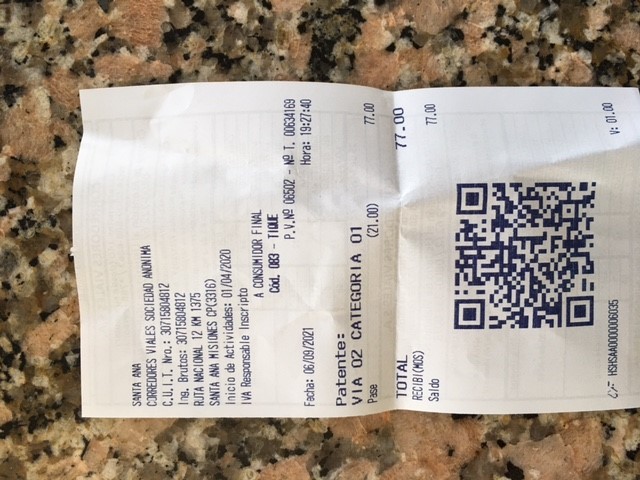 SANTA ANA
CORREDORES VIALES SOCIEDAD ANONIMA
C.U.I.T. Nro.: 30715804812
Ing. Brutos: 30715804812
RUTA NACIONAL 12 KM 1375
SANTA ANA MISIONES CP(3316)
Inicio de Actividades: 01/04/2020
IVA Responsable Inscripto
A CONSUMIDOR FINAL
Cód. 083 - TIQUE
P.V.Nº 06502 - Nº T. 00634169
Fecha: 06/09/2021 Hora: 19:27:40
Patente:
VIA 02 CATEGORIA 01
Pase (21.00) 77.00
TOTAL 77.00
RECIBI(MOS)
Saldo 77.00
HSHSAA0000006035 V: 01.00